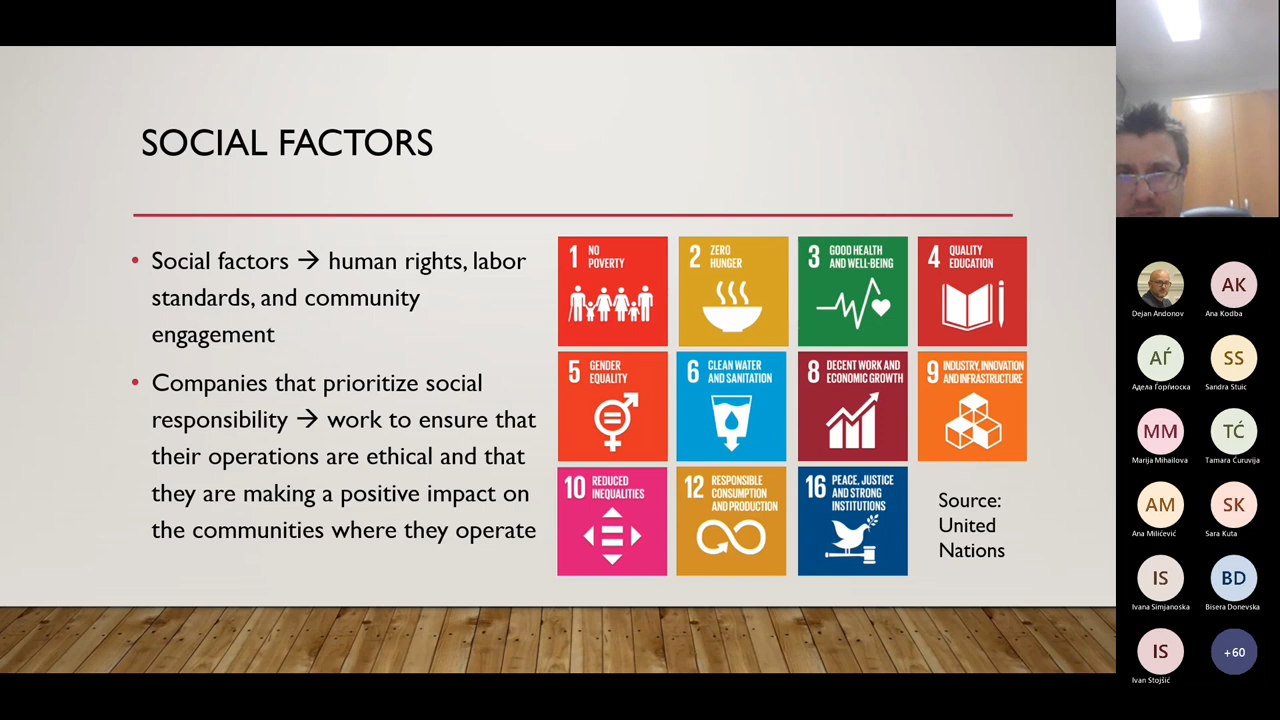 SOCIAL FACTORS
• Social factors → human rights, labor
standards, and community
engagement
• Companies that prioritize social
responsibility → work to ensure that
their operations are ethical and that
they are making a positive impact on
the communities where they operate
1 NO
POVERTY
2 ZERO
HUNGER
3 GOOD HEALTH
AND WELL-BEING
4 QUALITY
EDUCATION
5 GENDER
EQUALITY
6 CLEAN WATER
AND SANITATION
8 DECENT WORK AND
ECONOMIC GROWTH
9 INDUSTRY, INNOVATION
AND INFRASTRUCTURE
10 REDUCED
INEQUALITIES
12 RESPONSIBLE
CONSUMPTION
AND PRODUCTION
16 PEACE, JUSTICE
AND STRONG
INSTITUTIONS
Source:
United
Nations
Dejan Andonov
AK
Ana Kodba
АЃ
Адела Ѓорѓиоска
SS
Sandra Stuic
MM
Marija Mihailova
TĆ
Tamara Ćuruvija
AM
Ana Milićević
SK
Sara Kuta
IS
Ivana Simjanoska
BD
Bisera Donevska
IS
Ivan Stojšić
+60